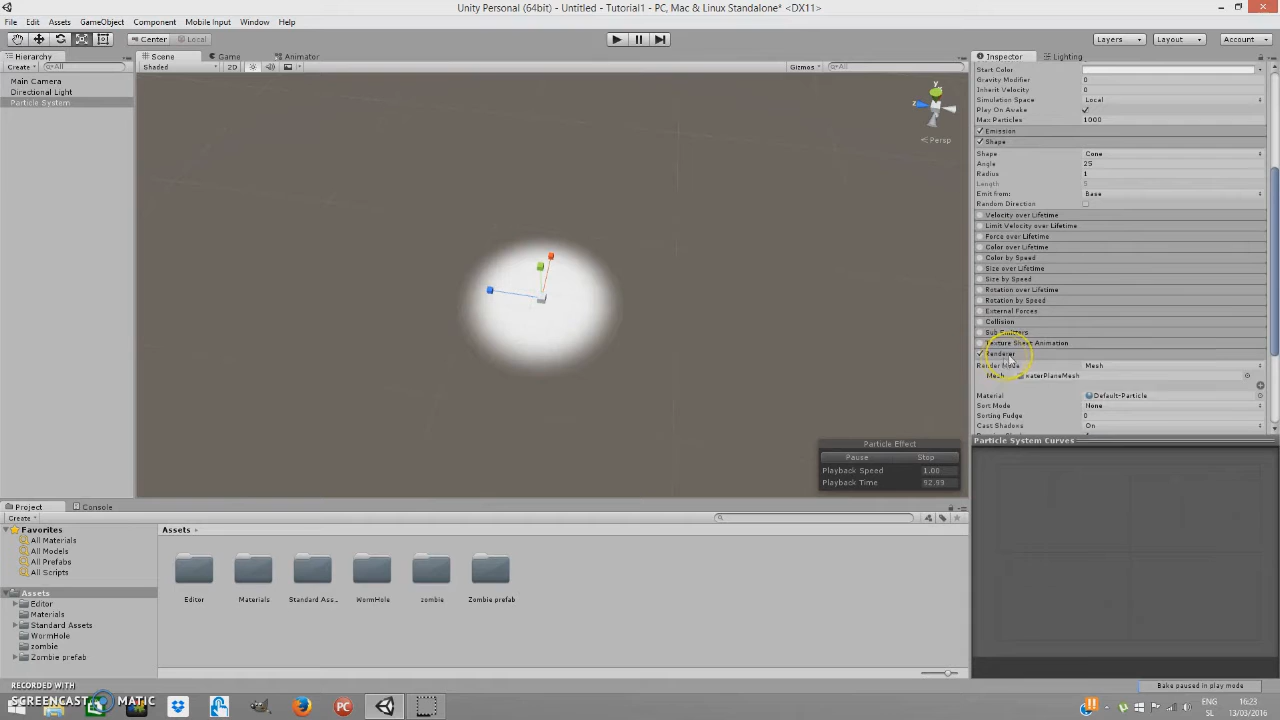 Unity Personal (64bit) - Untitled - Tutorial1 - PC, Mac & Linux Standalone* <DX11>
File Edit Assets GameObject Component Mobile Input Window Help
Center Local Layers Layout Account
Hierarchy
Create All
Main Camera
Directional Light
Particle System
Scene Game Animator
Shaded 2D Gizmos All
y
z
Persp
Particle Effect
Pause Stop
Playback Speed 1.00
Playback Time 92.99
Inspector Lighting
Start Color
Gravity Modifier 0
Inherit Velocity 0
Simulation Space Local
Play On Awake
Max Particles 1000
Emission
Shape
Shape Cone
Angle 25
Radius 1
Length 5
Emit from: Base
Random Direction
Velocity over Lifetime
Limit Velocity over Lifetime
Force over Lifetime
Color over Lifetime
Color by Speed
Size over Lifetime
Size by Speed
Rotation over Lifetime
Rotation by Speed
External Forces
Collision
Sub Emitters
Texture Sheet Animation
Renderer
Render Mode Mesh
Mesh waterPlaneMesh
Material Default-Particle
Sort Mode None
Sorting Fudge 0
Cast Shadows On
Particle System Curves
Project Console
Create
Favorites
All Materials
All Models
All Prefabs
All Scripts
Assets
Editor
Materials
Standard Assets
WormHole
zombie
Zombie prefab
Assets
Editor Materials Standard Ass... WormHole zombie Zombie prefab
Bake paused in play mode
RECORDED WITH
SCREENCAST MATIC
PC
ENG
SL
16:23
13/03/2016